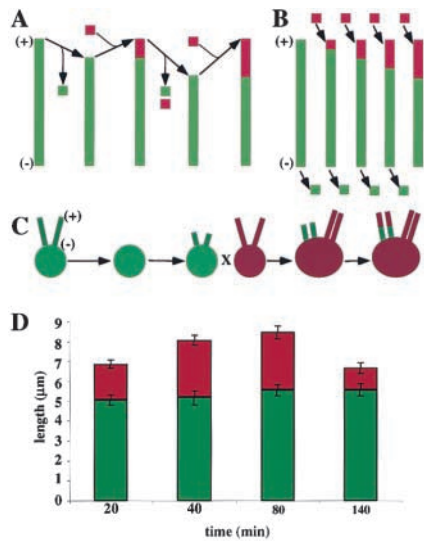 A
B
(+)
(-)
(+)
(-)
C
(+)
(-)
X
D
9
8
7
6
5
4
3
2
1
0
length (μm)
20 40 80 140
time (min)